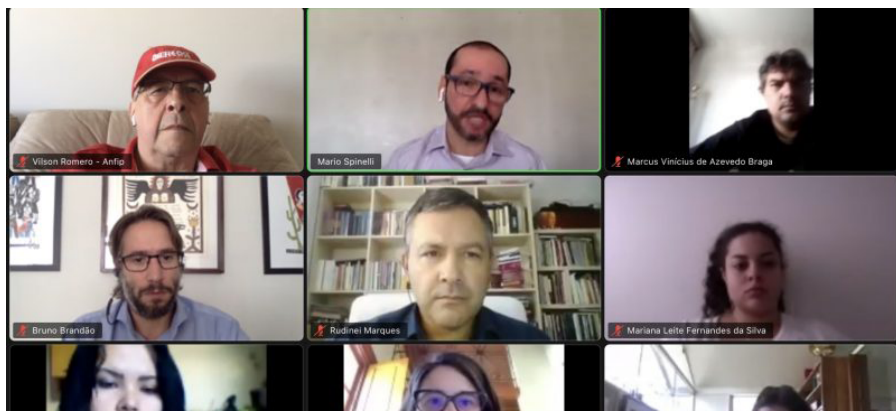 Vilson Romero - Anfip
Mario Spinelli
Marcus Vinícius de Azevedo Braga
Bruno Brandão
Rudinei Marques
Mariana Leite Fernandes da Silva